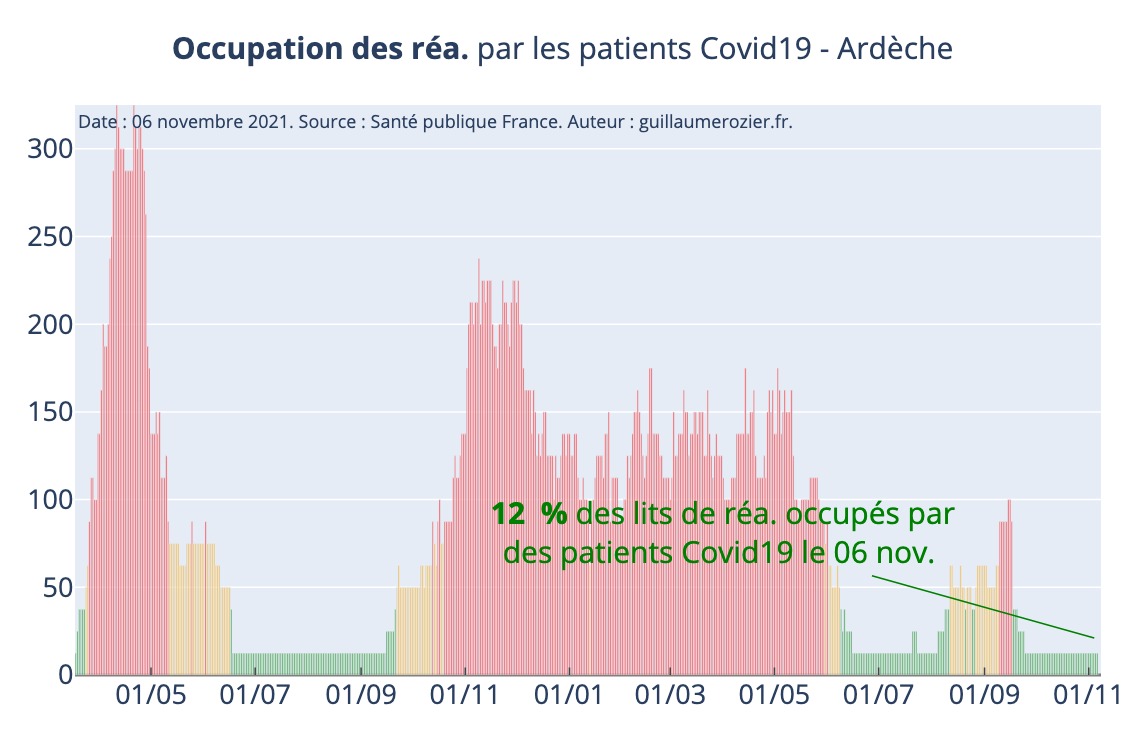 Occupation des réa. par les patients Covid19 - Ardèche
Date : 06 novembre 2021. Source : Santé publique France. Auteur : guillaumerozier.fr.
300
250
200
150
100
12 % des lits de réa. occupés par
des patients Covid19 le 06 nov.
50
0
01/05 01/07 01/09 01/11 01/01 01/03 01/05 01/07 01/09 01/11